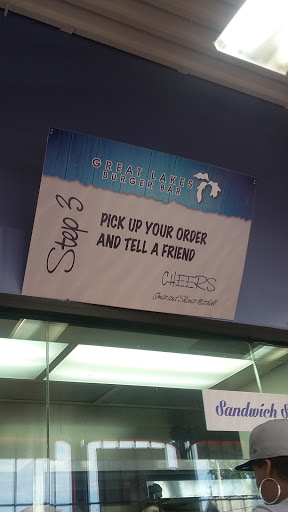 GREAT LAKES
BURGER BAR
Step 3
PICK UP YOUR ORDER
AND TELL A FRIEND
CHEERS
Sandwich